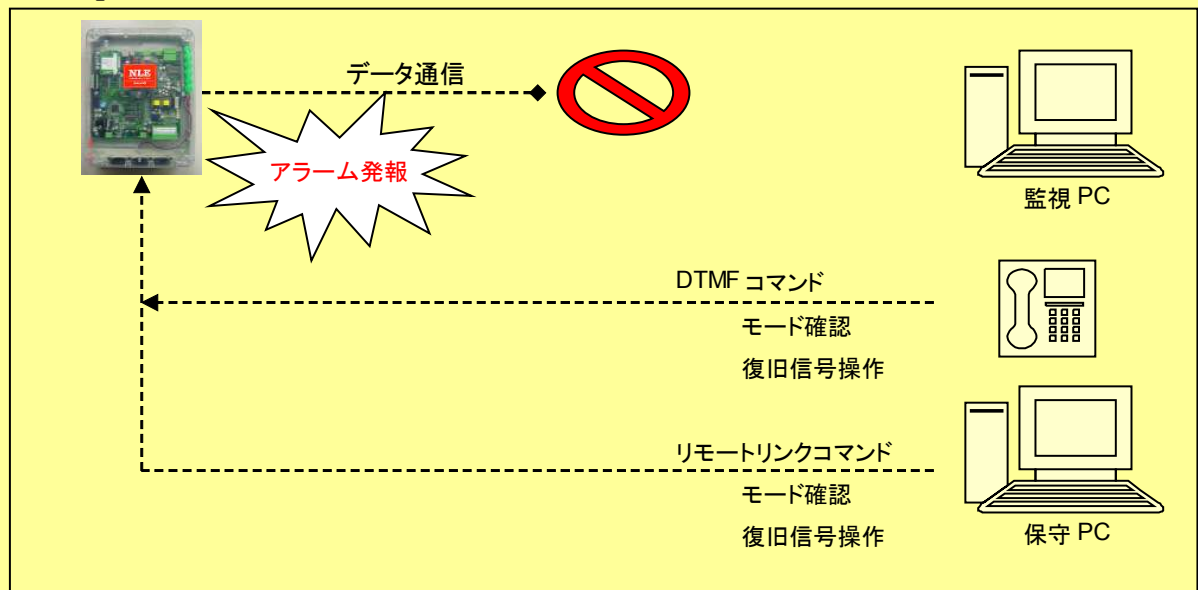 NLE
データ通信
アラーム発報
監視 PC
DTMF コマンド
モード確認
復旧信号操作
リモートリンクコマンド
モード確認
復旧信号操作
保守 PC